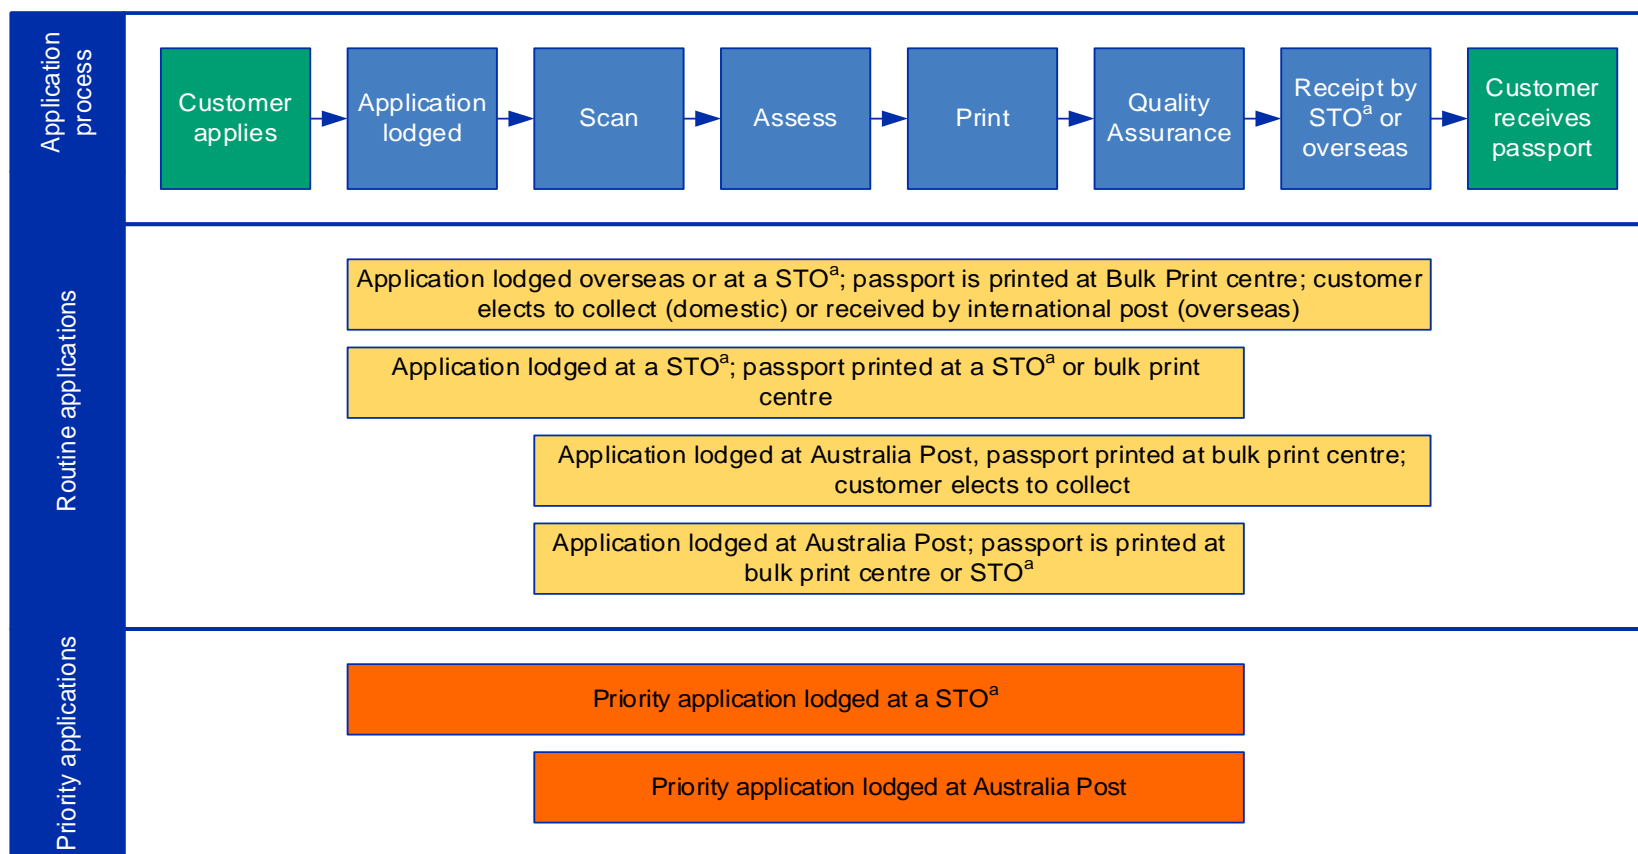 Application
process
Customer
applies
Application
lodged
Scan
Assess
Print
Quality
Assurance
Receipt by
STOᵃ or
overseas
Customer
receives
passport
Routine applications
Application lodged overseas or at a STOᵃ; passport is printed at Bulk Print centre; customer
elects to collect (domestic) or received by international post (overseas)
Application lodged at a STOᵃ; passport printed at a STOᵃ or bulk print
centre
Application lodged at Australia Post, passport printed at bulk print centre;
customer elects to collect
Application lodged at Australia Post; passport is printed at
bulk print centre or STOᵃ
Priority applications
Priority application lodged at a STOᵃ
Priority application lodged at Australia Post